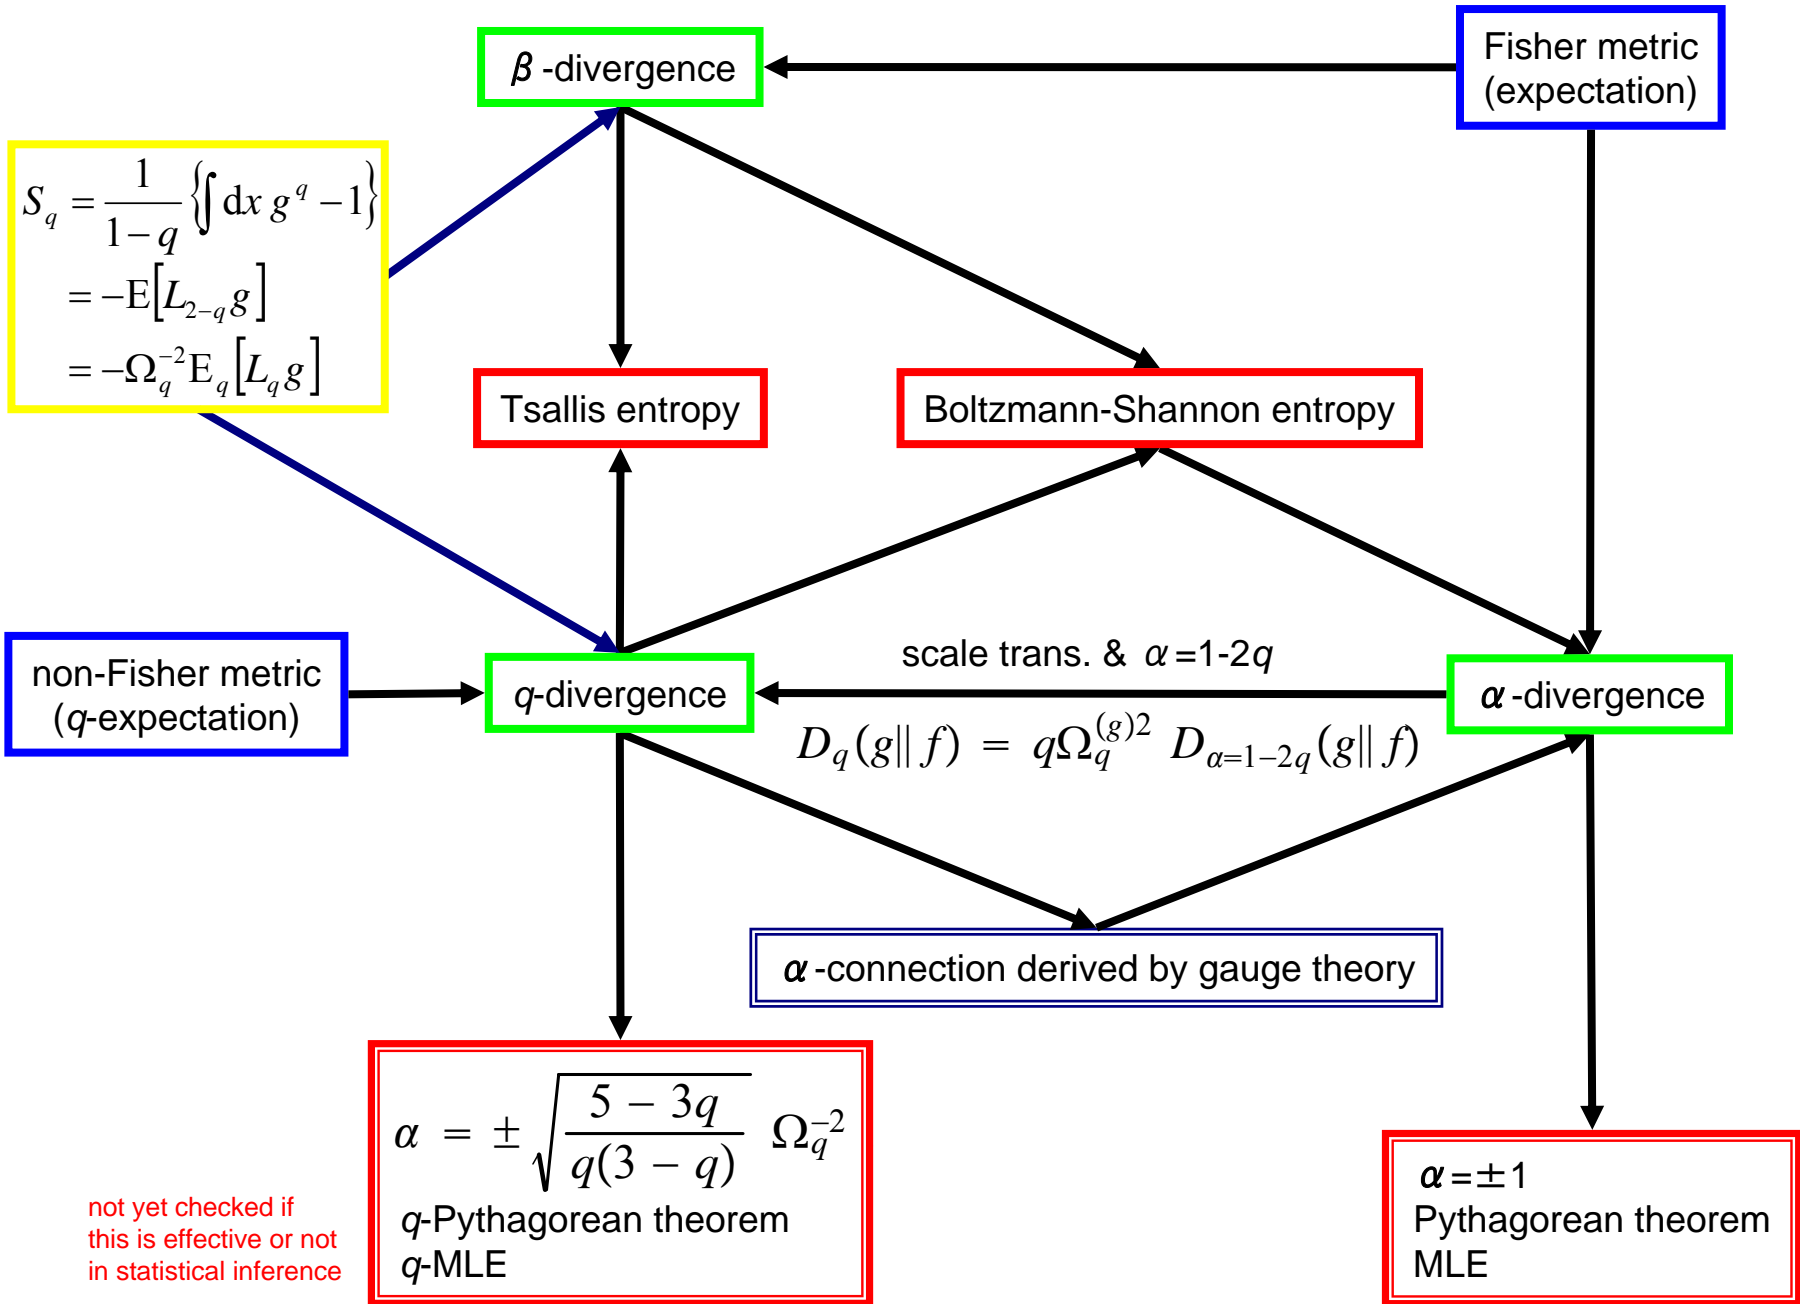 β-divergence
Fisher metric
(expectation)
S_q = \frac{1}{1-q} \{∫ dx g^q − 1\}
= −E[L_{2−q} g]
= −Ω_q^{−2} E_q [L_q g]
Tsallis entropy
Boltzmann-Shannon entropy
non-Fisher metric
(q-expectation)
q-divergence
scale trans. & α=1-2q
D_q(g||f) = qΩ_q^{(g)2} D_{α=1−2q}(g||f)
α-divergence
α-connection derived by gauge theory
α = ± \sqrt{\frac{5 − 3q}{q(3 − q)}} Ω_q^{−2}
q-Pythagorean theorem
q-MLE
not yet checked if
this is effective or not
in statistical inference
α=±1
Pythagorean theorem
MLE